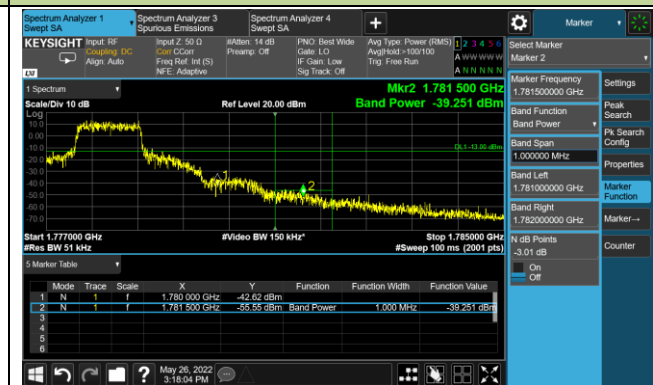 Spectrum Analyzer 1
Swept SA
Spectrum Analyzer 3
Spurious Emissions
Spectrum Analyzer 4
Swept SA
Marker
KEYSIGHT
Input: RF
Coupling: DC
Align: Auto
Input Z: 50 Ω
Corr CCorr
Freq Ref: Int (S)
NFE: Adaptive
#Atten: 14 dB
Preamp: Off
PNO: Best Wide
Gate: LO
IF Gain: Low
Sig Track: Off
Avg Type: Power (RMS)
Avg|Hold:>100/100
Trig: Free Run
1 2 3 4 5 6
A W W W W W
A N N N N N
LXI
Select Marker
Marker 2
1 Spectrum
Scale/Div 10 dB
Ref Level 20.00 dBm
Mkr2 1.781 500 GHz
Band Power -39.251 dBm
Log
10.0
0.00
-10.0
-20.0
-30.0
-40.0
-50.0
-60.0
-70.0
DL1 -13.00 dBm
1
2
Start 1.777000 GHz
#Res BW 51 kHz
#Video BW 150 kHz*
Stop 1.785000 GHz
#Sweep 100 ms (2001 pts)
Marker Frequency
1.781500000 GHz
Band Function
Band Power
Band Span
1.000000 MHz
Band Left
1.781000000 GHz
Band Right
1.782000000 GHz
N dB Points
-3.01 dB
On
Off
Settings
Peak
Search
Pk Search
Config
Properties
Marker
Function
Marker→
Counter
5 Marker Table
Mode Trace Scale X Y Function Function Width Function Value
1 N 1 f 1.780 000 GHz -42.62 dBm
2 N 1 f 1.781 500 GHz -55.55 dBm Band Power 1.000 MHz -39.251 dBm
3
4
5
6
?
May 26, 2022
3:18:04 PM